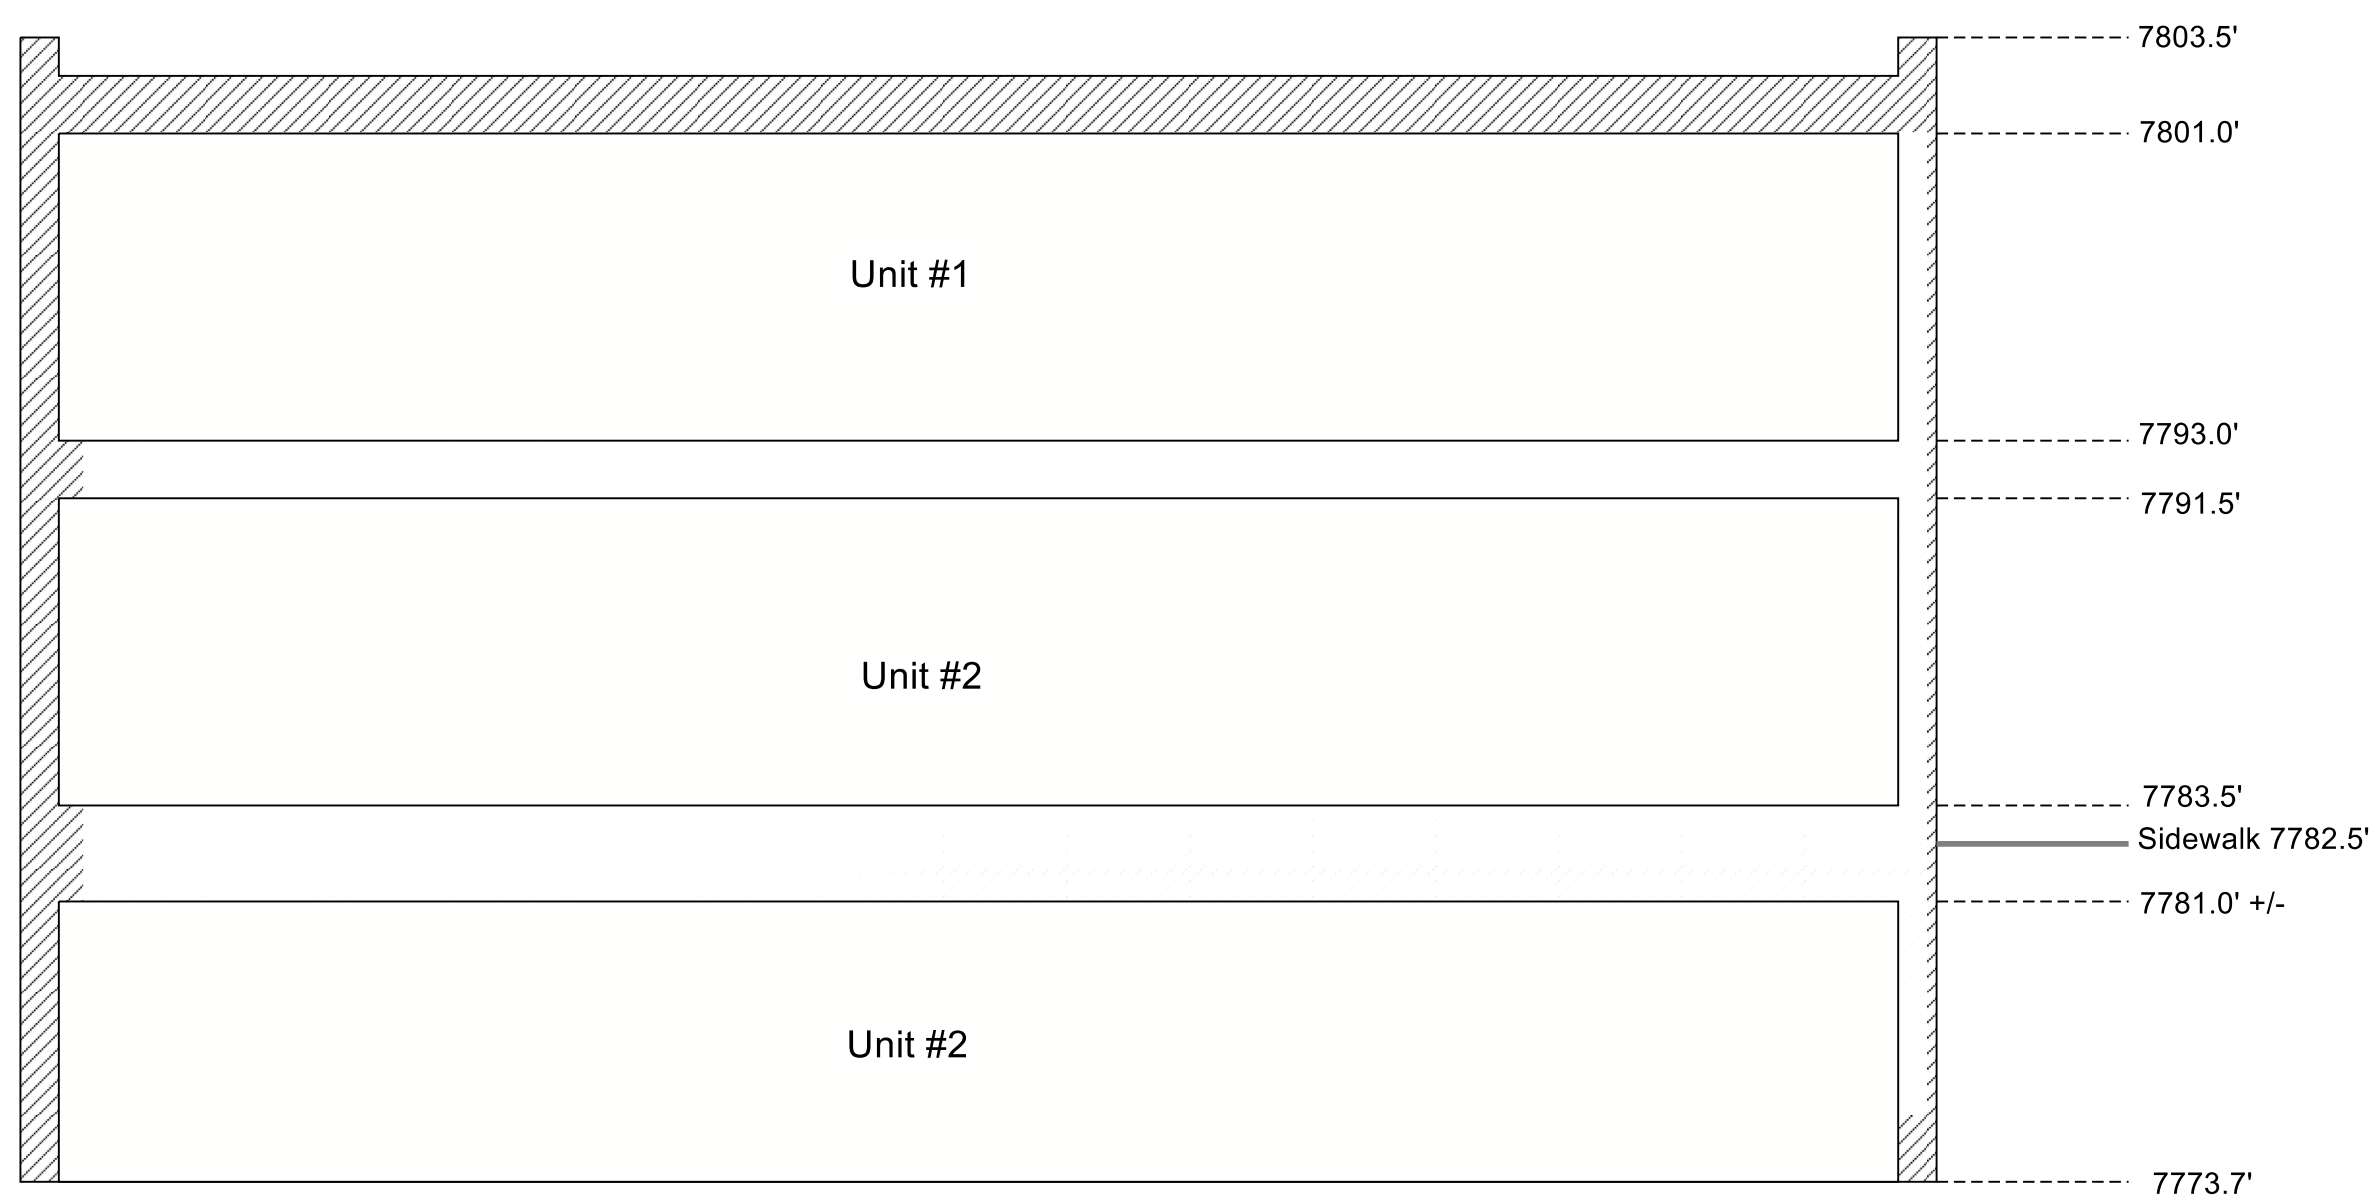 7803.5'
7801.0'
Unit #1
7793.0'
7791.5'
Unit #2
7783.5'
Sidewalk 7782.5'
7781.0' +/-
Unit #2
7773.7'